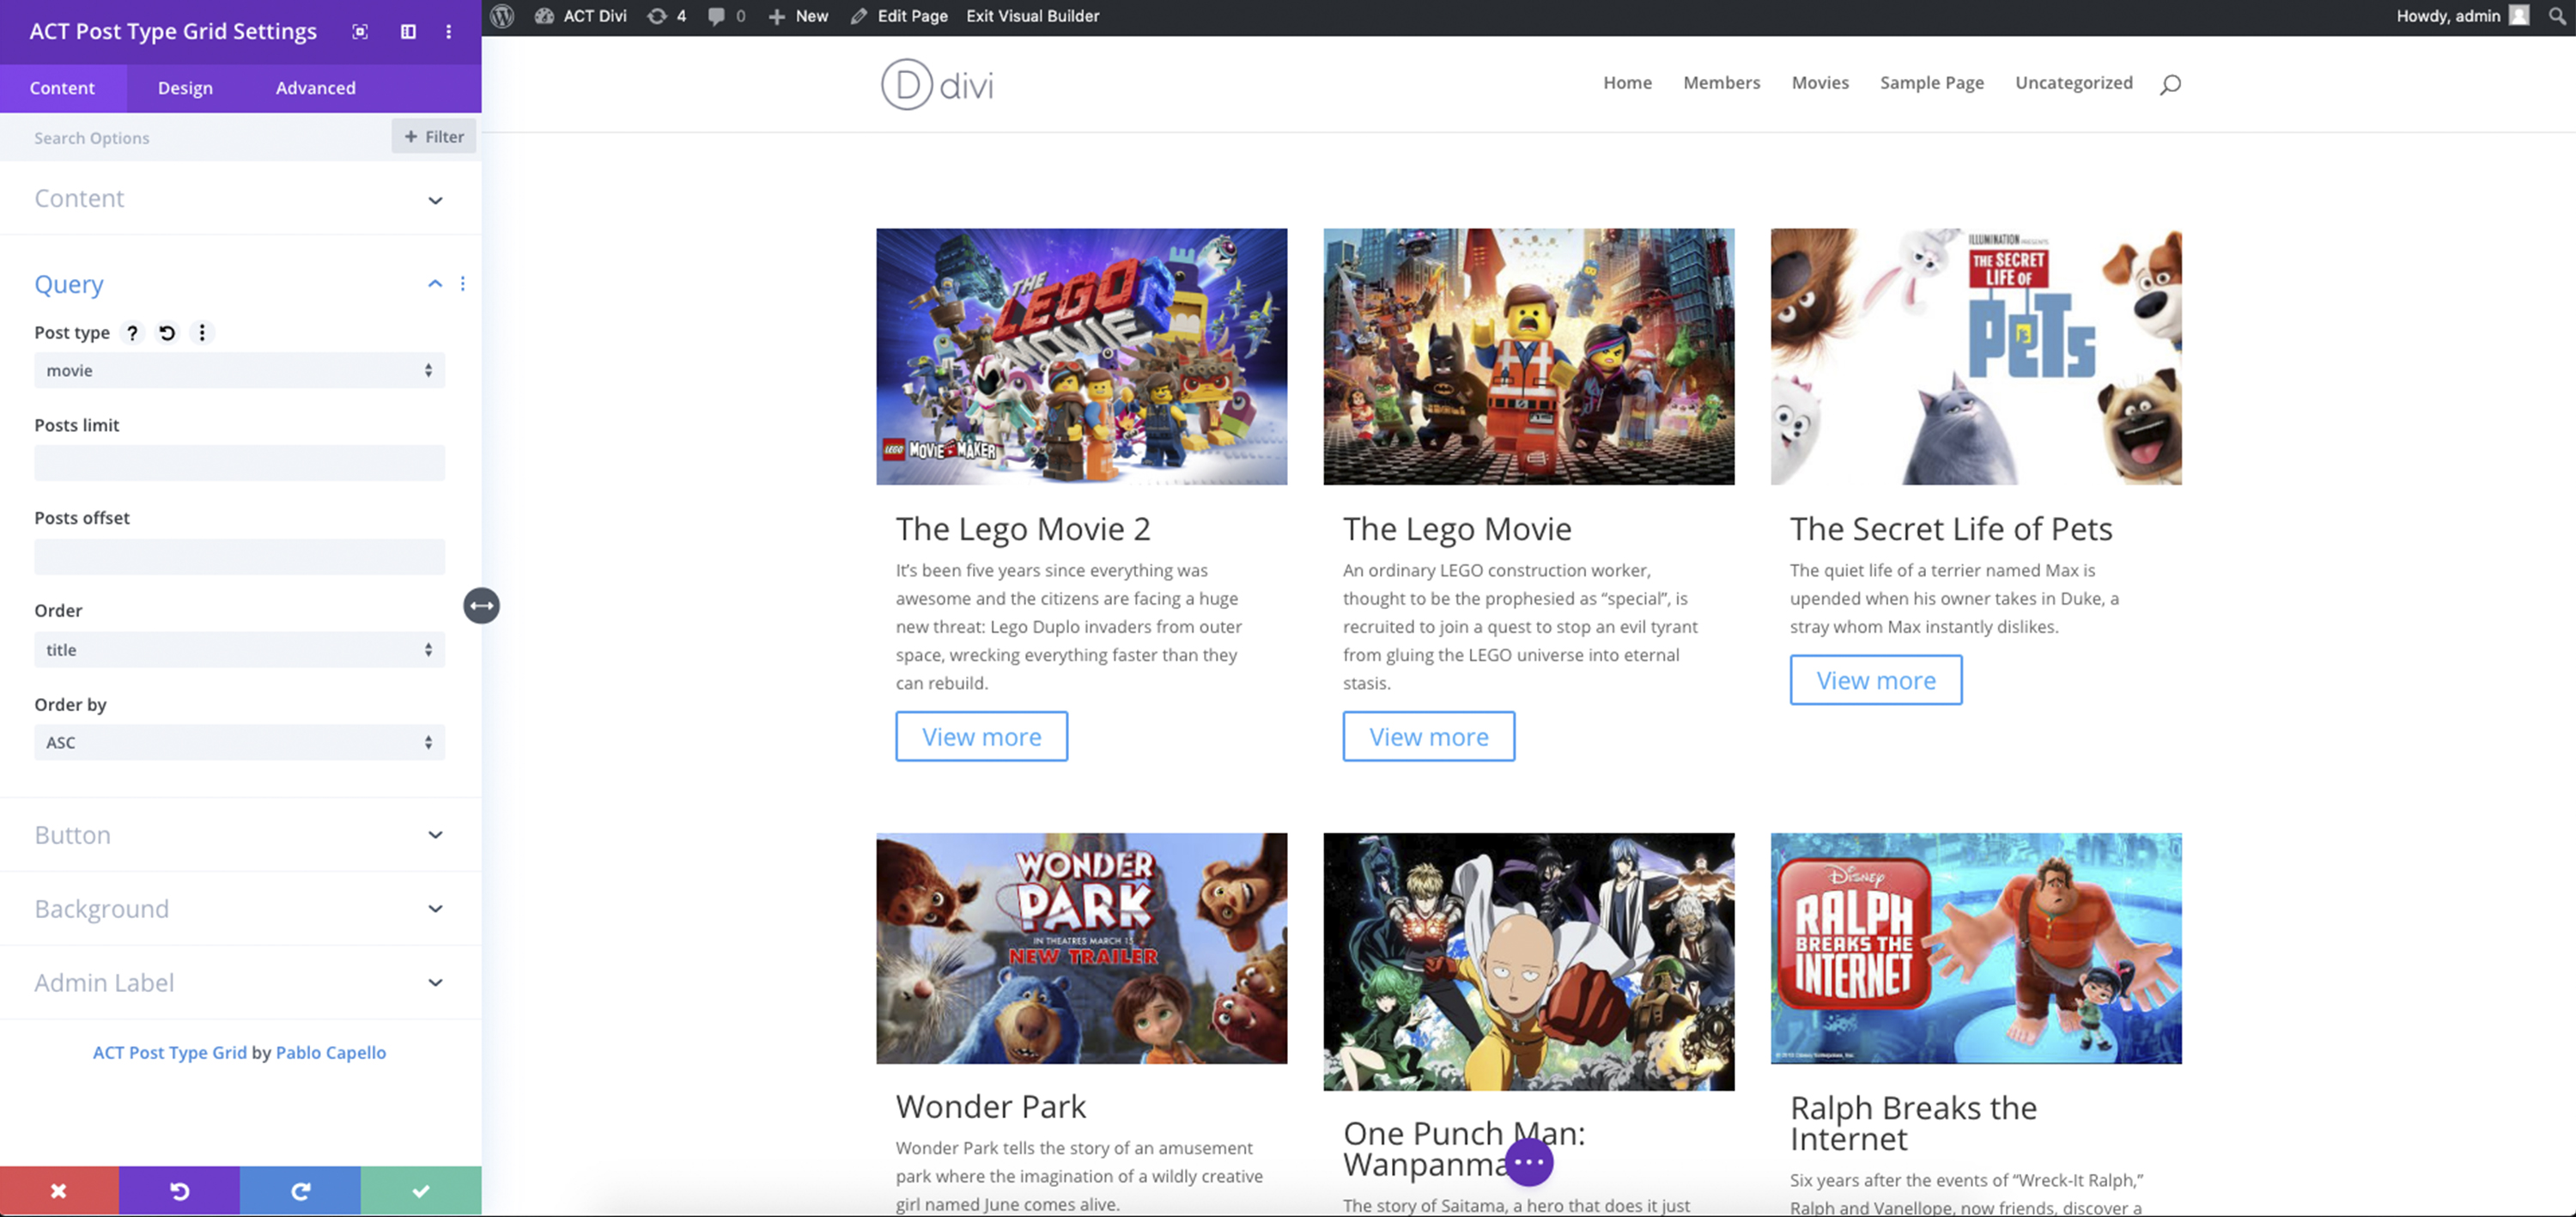 ACT Post Type Grid Settings
Content
Design
Advanced
Search Options
+ Filter
Content
Query
Post type ?
movie
Posts limit
Posts offset
Order
title
Order by
ASC
Button
Background
Admin Label
ACT Post Type Grid by Pablo Capello
ACT Divi
4
0
New
Edit Page
Exit Visual Builder
Howdy, admin
D divi
Home
Members
Movies
Sample Page
Uncategorized
THE
LEGO
MOVIE 2
LEGO MOVIE MAKER
The Lego Movie 2
It's been five years since everything was
awesome and the citizens are facing a huge
new threat: Lego Duplo invaders from outer
space, wrecking everything faster than they
can rebuild.
View more
The Lego Movie
An ordinary LEGO construction worker,
thought to be the prophesied as “special”, is
recruited to join a quest to stop an evil tyrant
from gluing the LEGO universe into eternal
stasis.
View more
ILLUMINATION PRESENTS
THE SECRET
LIFE OF
PETS
The Secret Life of Pets
The quiet life of a terrier named Max is
upended when his owner takes in Duke, a
stray whom Max instantly dislikes.
View more
WONDER
PARK
IN THEATRES MARCH 15
NEW TRAILER
Wonder Park
Wonder Park tells the story of an amusement
park where the imagination of a wildly creative
girl named June comes alive.
One Punch Man:
Wanpanma
The story of Saitama, a hero that does it just
Disney
RALPH
BREAKS THE
INTERNET
Ralph Breaks the
Internet
Six years after the events of “Wreck-It Ralph,”
Ralph and Vanellope, now friends, discover a